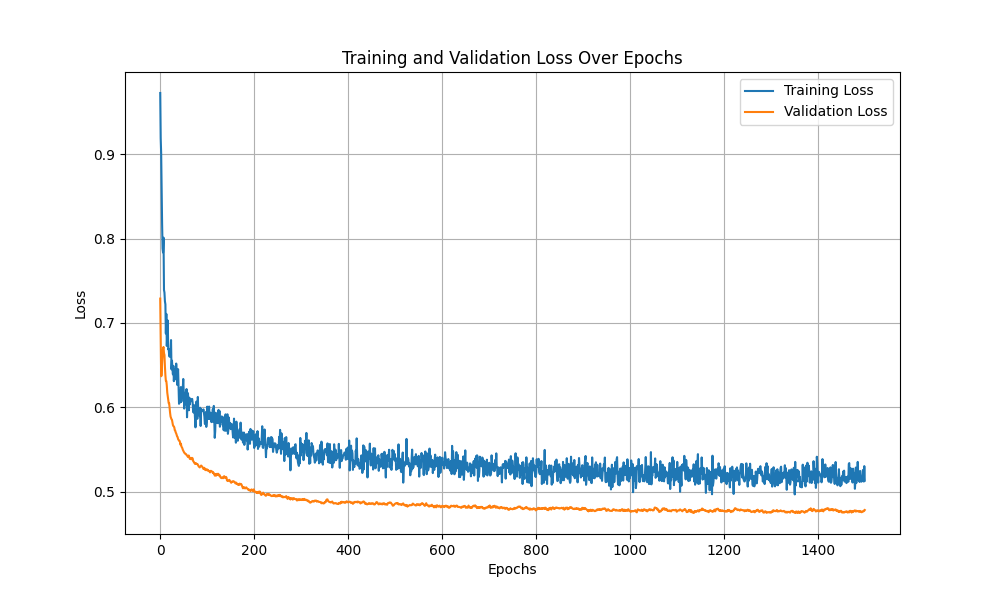 Training and Validation Loss Over Epochs
Training Loss
Validation Loss
0.9
0.8
0.7
0.6
0.5
Loss
0 200 400 600 800 1000 1200 1400
Epochs